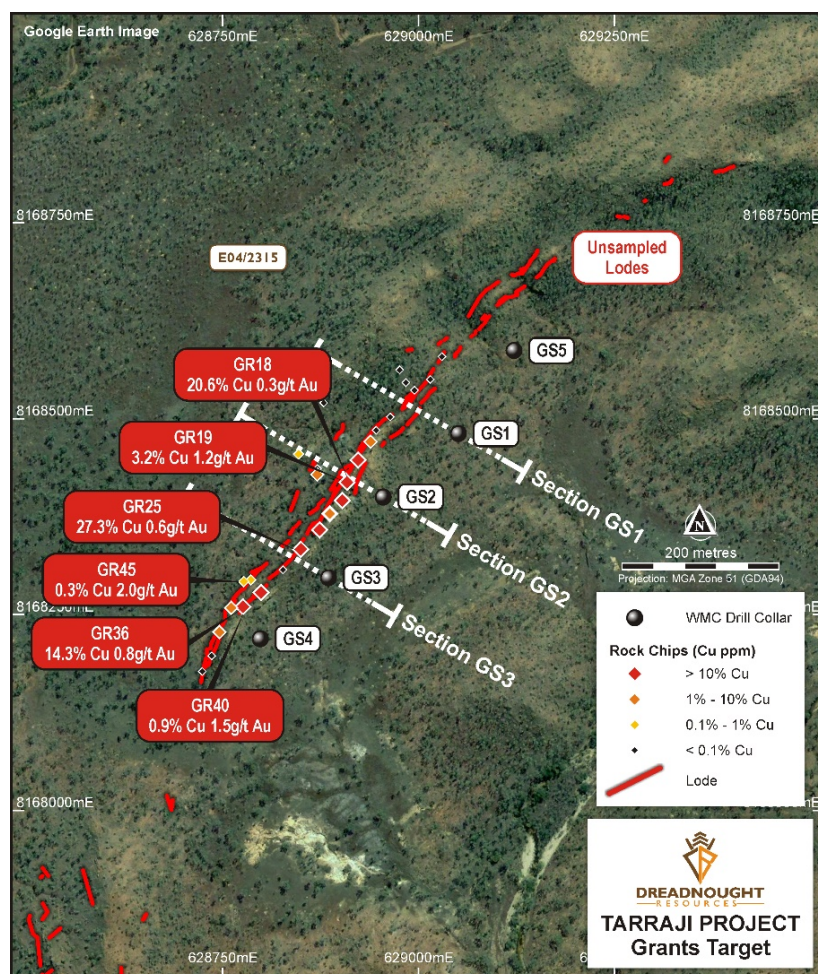 Google Earth Image
628750mE
629000mE
629250mE
8168750mE
8168750mE
E04/2315
Unsampled
Lodes
GR18
20.6% Cu 0.3g/t Au
GS5
8168500mE
8168500mE
GR19
3.2% Cu 1.2g/t Au
GS1
GS2
Section GS1
GR25
27.3% Cu 0.6g/t Au
N
200 metres
Projection: MGA Zone 51 (GDA94)
GS3
Section GS2
GR45
0.3% Cu 2.0g/t Au
8168250mE
GS4
Section GS3
GR36
14.3% Cu 0.8g/t Au
GR40
0.9% Cu 1.5g/t Au
WMC Drill Collar
Rock Chips (Cu ppm)
> 10% Cu
1% - 10% Cu
0.1% - 1% Cu
< 0.1% Cu
Lode
8168000mE
DREADNOUGHT
RESOURCES
TARRAJI PROJECT
Grants Target
628750mE
629000mE